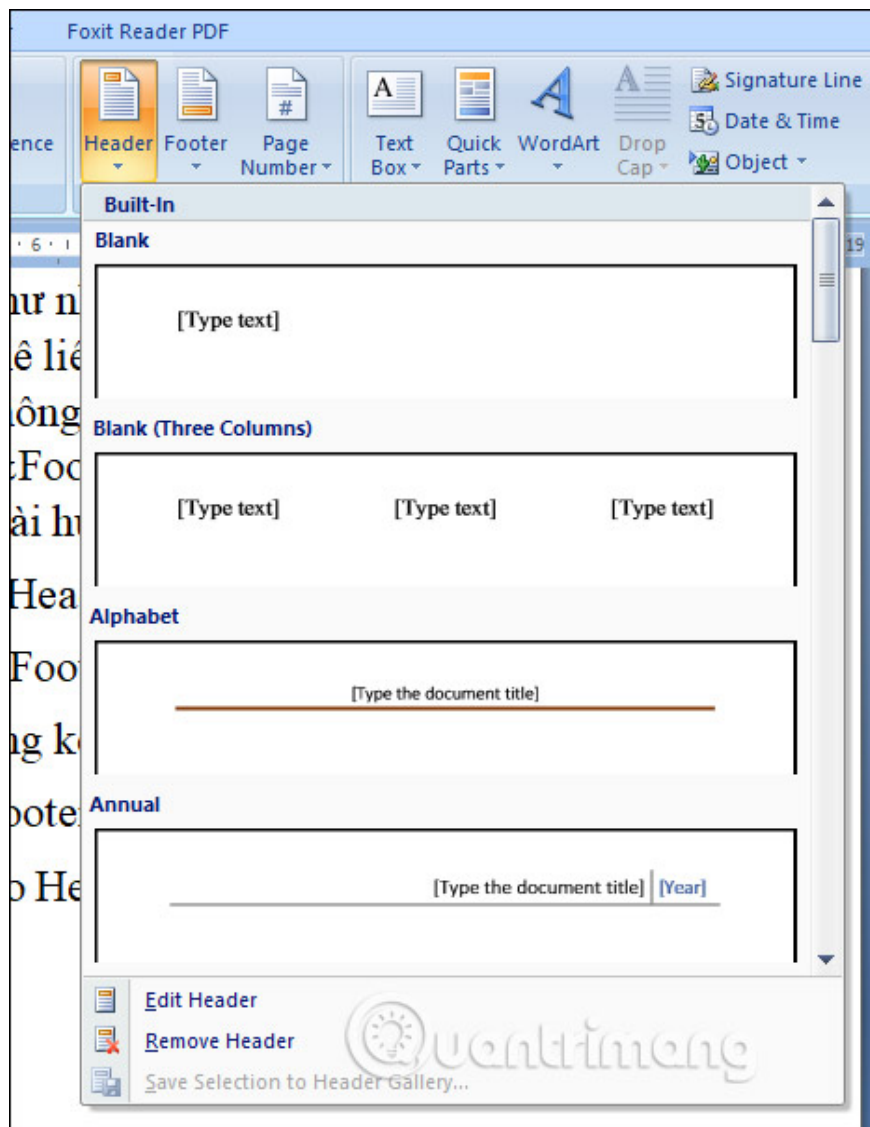 Foxit Reader PDF
Header
Footer
Page
Number
Text
Box
Quick
Parts
WordArt
Drop
Cap
Signature Line
Date & Time
Object
Built-In
6
19
Blank
[Type text]
Blank (Three Columns)
[Type text] [Type text] [Type text]
Alphabet
[Type the document title]
Annual
[Type the document title] [Year]
Edit Header
Remove Header
Save Selection to Header Gallery...
Quantrimang